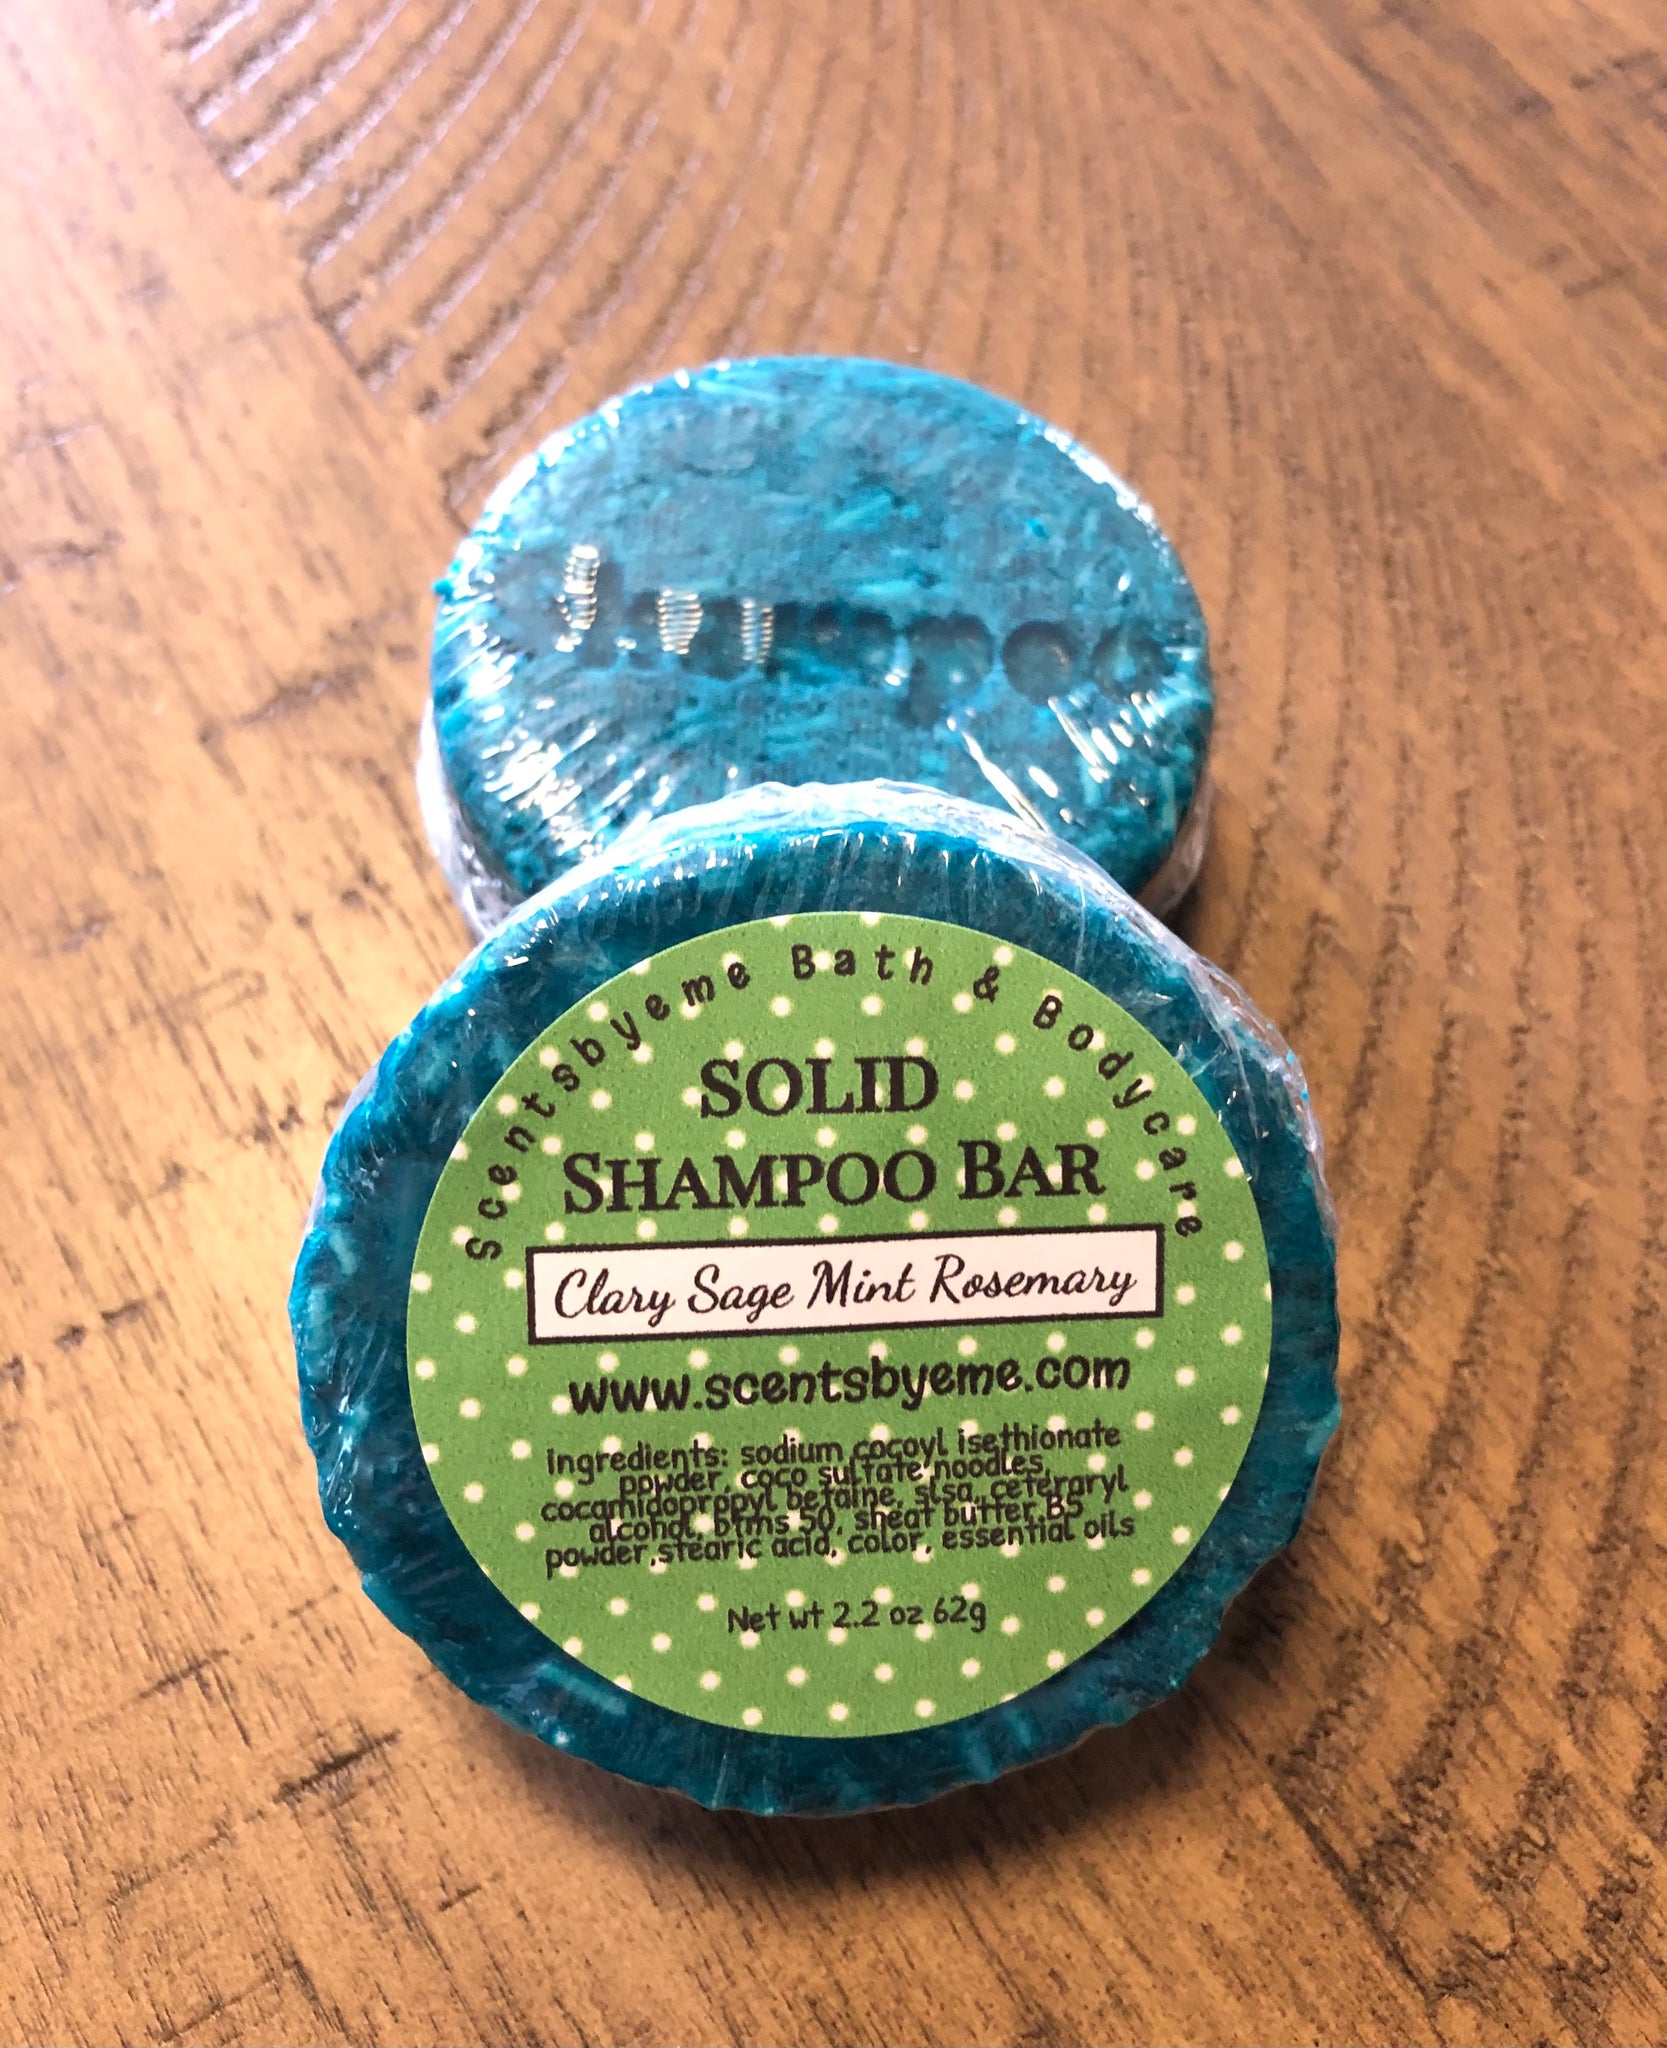 Scentsbyeme Bath & Bodycare
SOLID
SHAMPOO BAR
Clary Sage Mint Rosemary
www.scentsbyeme.com
ingredients: sodium cocoyl isethionate
powder, coco sulfate noodles,
cocamidopropyl betaine, slsa, ceteraryl
alcohol, btms 50, sheat butter, B5
powder,stearic acid, color, essential oils
Net wt 2.2 oz 62g